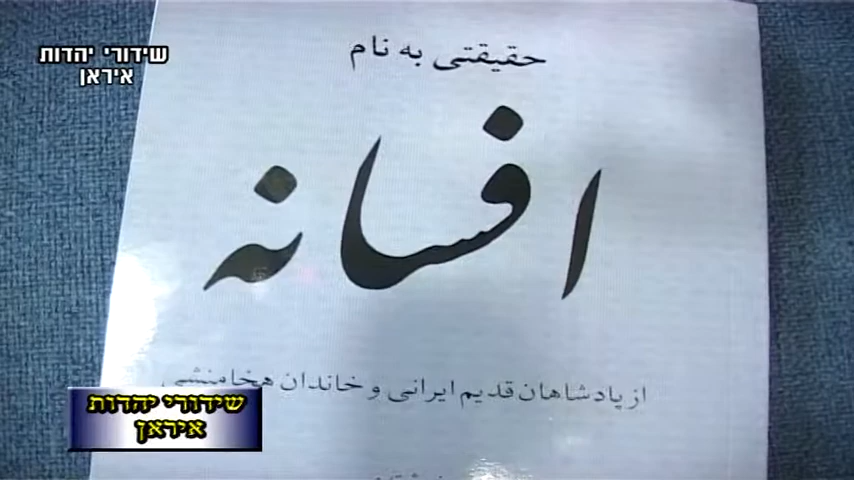 שידורי יהדות
איראן
حقیقتی به نام
افسانه
از پادشاهان قدیم ایرانی و خاندان هخامنشی
שידורי יהדות
איראן